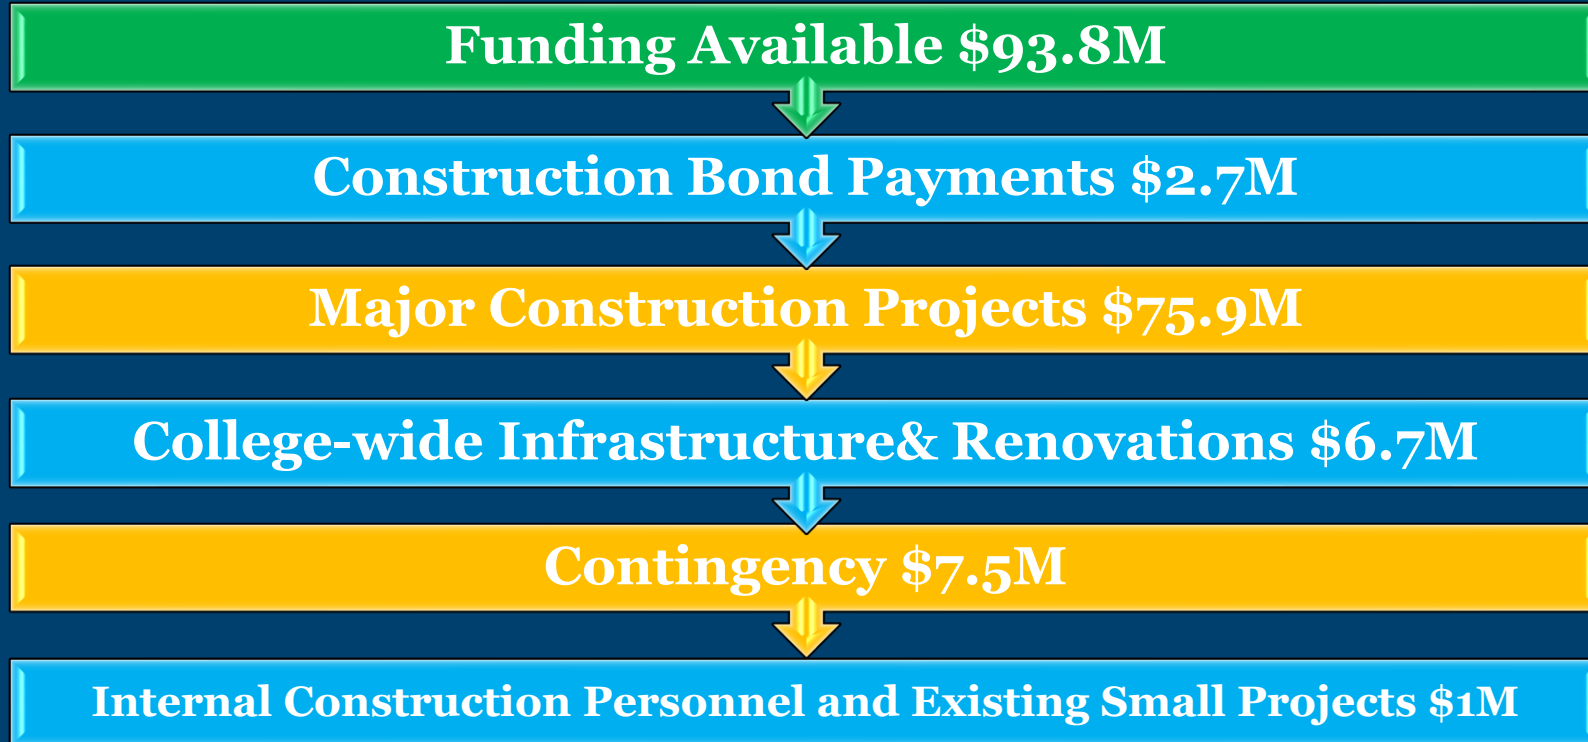 Funding Available $93.8M
Construction Bond Payments $2.7M
Major Construction Projects $75.9M
College-wide Infrastructure& Renovations $6.7M
Contingency $7.5M
Internal Construction Personnel and Existing Small Projects $1M